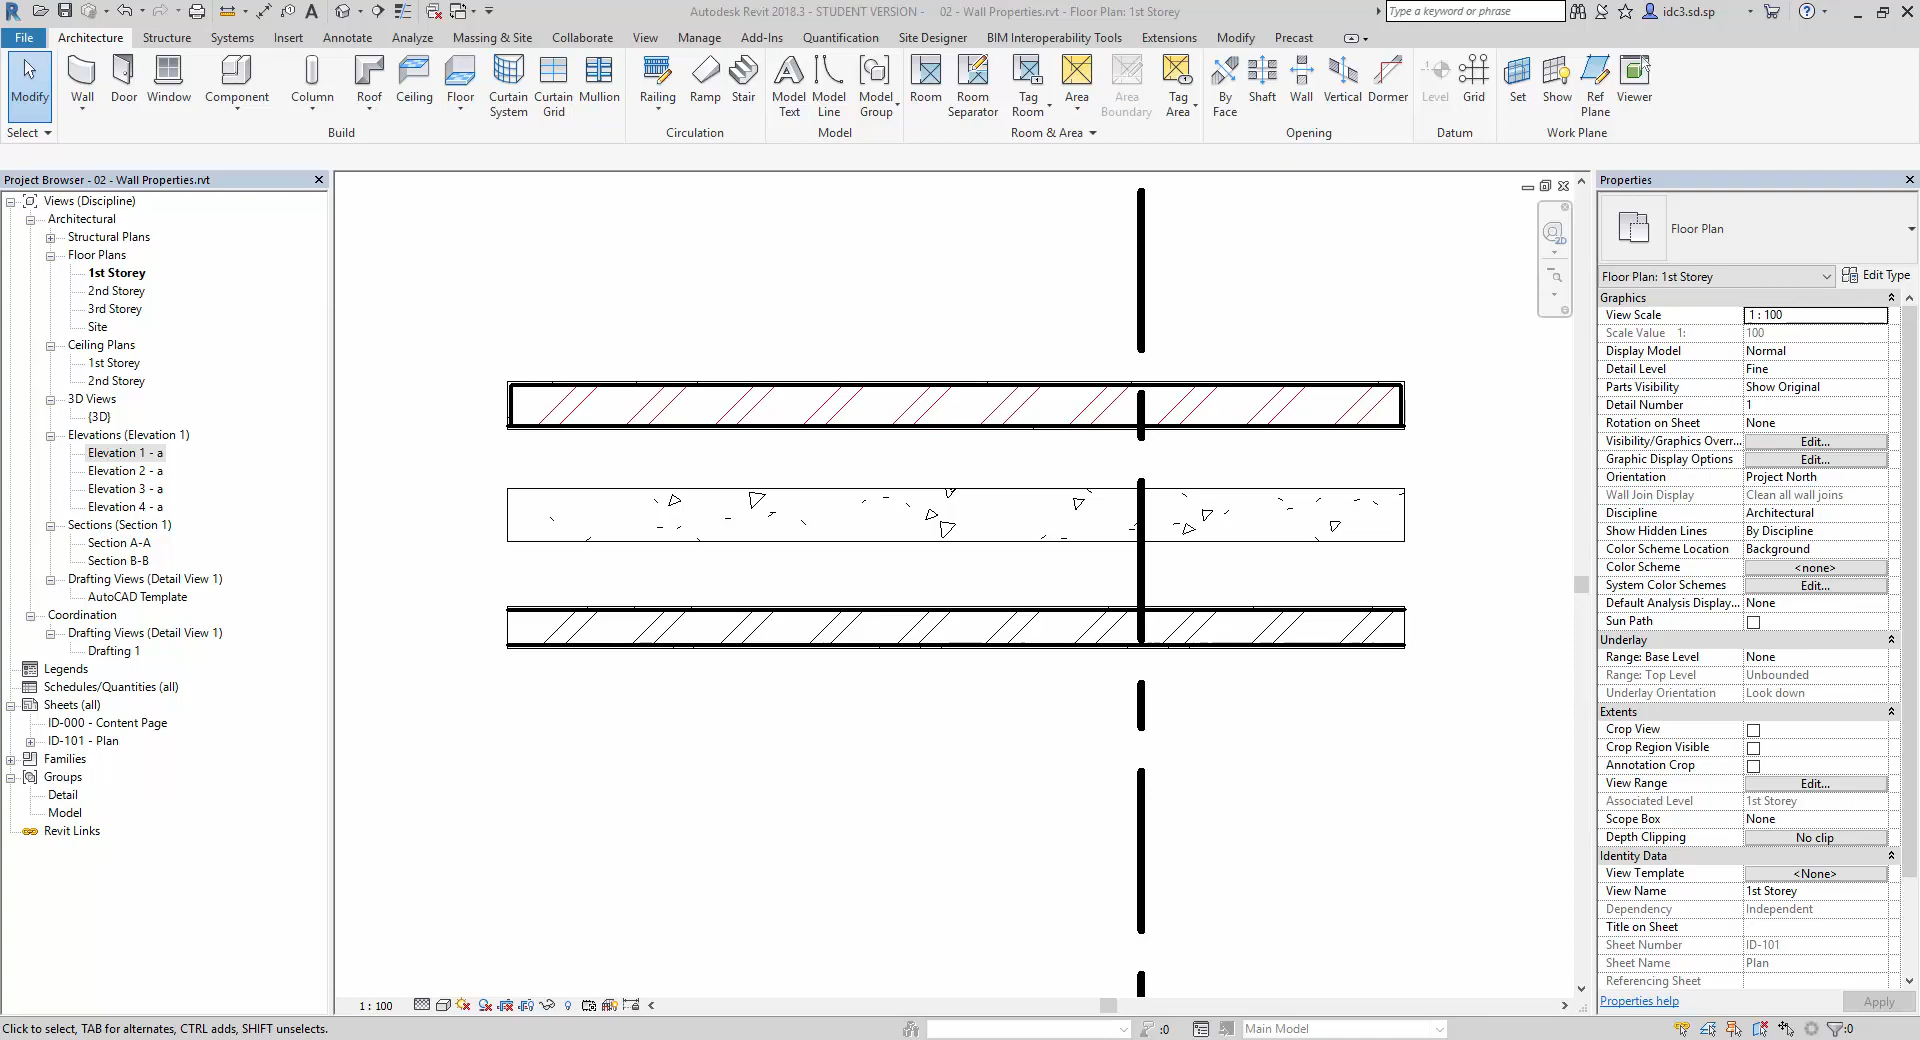 Autodesk Revit 2018.3 - STUDENT VERSION - 02 - Wall Properties.rvt - Floor Plan: 1st Storey
Type a keyword or phrase
idc3.sd.sp
File Architecture Structure Systems Insert Annotate Analyze Massing & Site Collaborate View Manage Add-Ins Quantification Site Designer BIM Interoperability Tools Extensions Modify Precast
Modify
Wall
Door
Window
Component
Column
Roof
Ceiling
Floor
Curtain System
Curtain Grid
Mullion
Railing
Ramp
Stair
Model Text
Model Line
Model Group
Room
Room Separator
Tag Room
Area
Area Boundary
Tag Area
By Face
Shaft
Wall
Vertical
Dormer
Level
Grid
Set
Show
Ref Plane
Viewer
Select
Build
Circulation
Model
Room & Area
Opening
Datum
Work Plane
Project Browser - 02 - Wall Properties.rvt
Views (Discipline)
Architectural
Structural Plans
Floor Plans
1st Storey
2nd Storey
3rd Storey
Site
Ceiling Plans
1st Storey
2nd Storey
3D Views
{3D}
Elevations (Elevation 1)
Elevation 1 - a
Elevation 2 - a
Elevation 3 - a
Elevation 4 - a
Sections (Section 1)
Section A-A
Section B-B
Drafting Views (Detail View 1)
AutoCAD Template
Coordination
Drafting Views (Detail View 1)
Drafting 1
Legends
Schedules/Quantities (all)
Sheets (all)
ID-000 - Content Page
ID-101 - Plan
Families
Groups
Detail
Model
Revit Links
2D
Properties
Floor Plan
Floor Plan: 1st Storey
Edit Type
Graphics
View Scale 1 : 100
Scale Value 1: 100
Display Model Normal
Detail Level Fine
Parts Visibility Show Original
Detail Number 1
Rotation on Sheet None
Visibility/Graphics Overr... Edit...
Graphic Display Options Edit...
Orientation Project North
Wall Join Display Clean all wall joins
Discipline Architectural
Show Hidden Lines By Discipline
Color Scheme Location Background
Color Scheme <none>
System Color Schemes Edit...
Default Analysis Display... None
Sun Path
Underlay
Range: Base Level None
Range: Top Level Unbounded
Underlay Orientation Look down
Extents
Crop View
Crop Region Visible
Annotation Crop
View Range Edit...
Associated Level 1st Storey
Scope Box None
Depth Clipping No clip
Identity Data
View Template <None>
View Name 1st Storey
Dependency Independent
Title on Sheet
Sheet Number ID-101
Sheet Name Plan
Referencing Sheet
Properties help
Apply
1 : 100
Click to select, TAB for alternates, CTRL adds, SHIFT unselects.
:0
Main Model
:0